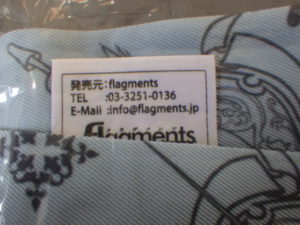 発売元:flagments
TEL :03-3251-0136
E-Mail :info@flagments.jp
flagments